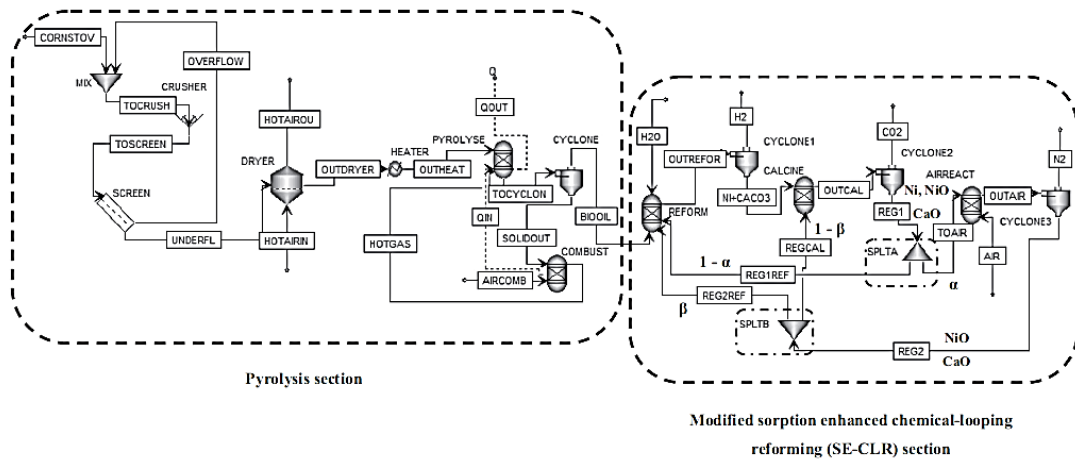 CORNSTOV
OVERFLOW
MIX
CRUSHER
TOCRUSH
TOSCREEN
SCREEN
UNDERFL
HOTAIROU
DRYER
HOTAIRIN
OUTDRYER
HEATER
OUTHEAT
Q
QOUT
PYROLYSE
CYCLONE
TOCYCLON
QIN
SOLIDOUT
BIOOIL
HOTGAS
COMBUST
AIRCOMB
H2O
H2
OUTREFOR
CYCLONE1
REFORM
NI+CACO3
CALCINE
OUTCAL
CO2
CYCLONE2
REG1
Ni, NiO
CaO
AIRREACT
OUTAIR
N2
CYCLONE3
TOAIR
AIR
REGCAL
1 - β
SPLTA
1 - α
REG1REF
α
β
REG2REF
SPLTB
REG2
NiO
CaO
Pyrolysis section
Modified sorption enhanced chemical-looping
reforming (SE-CLR) section